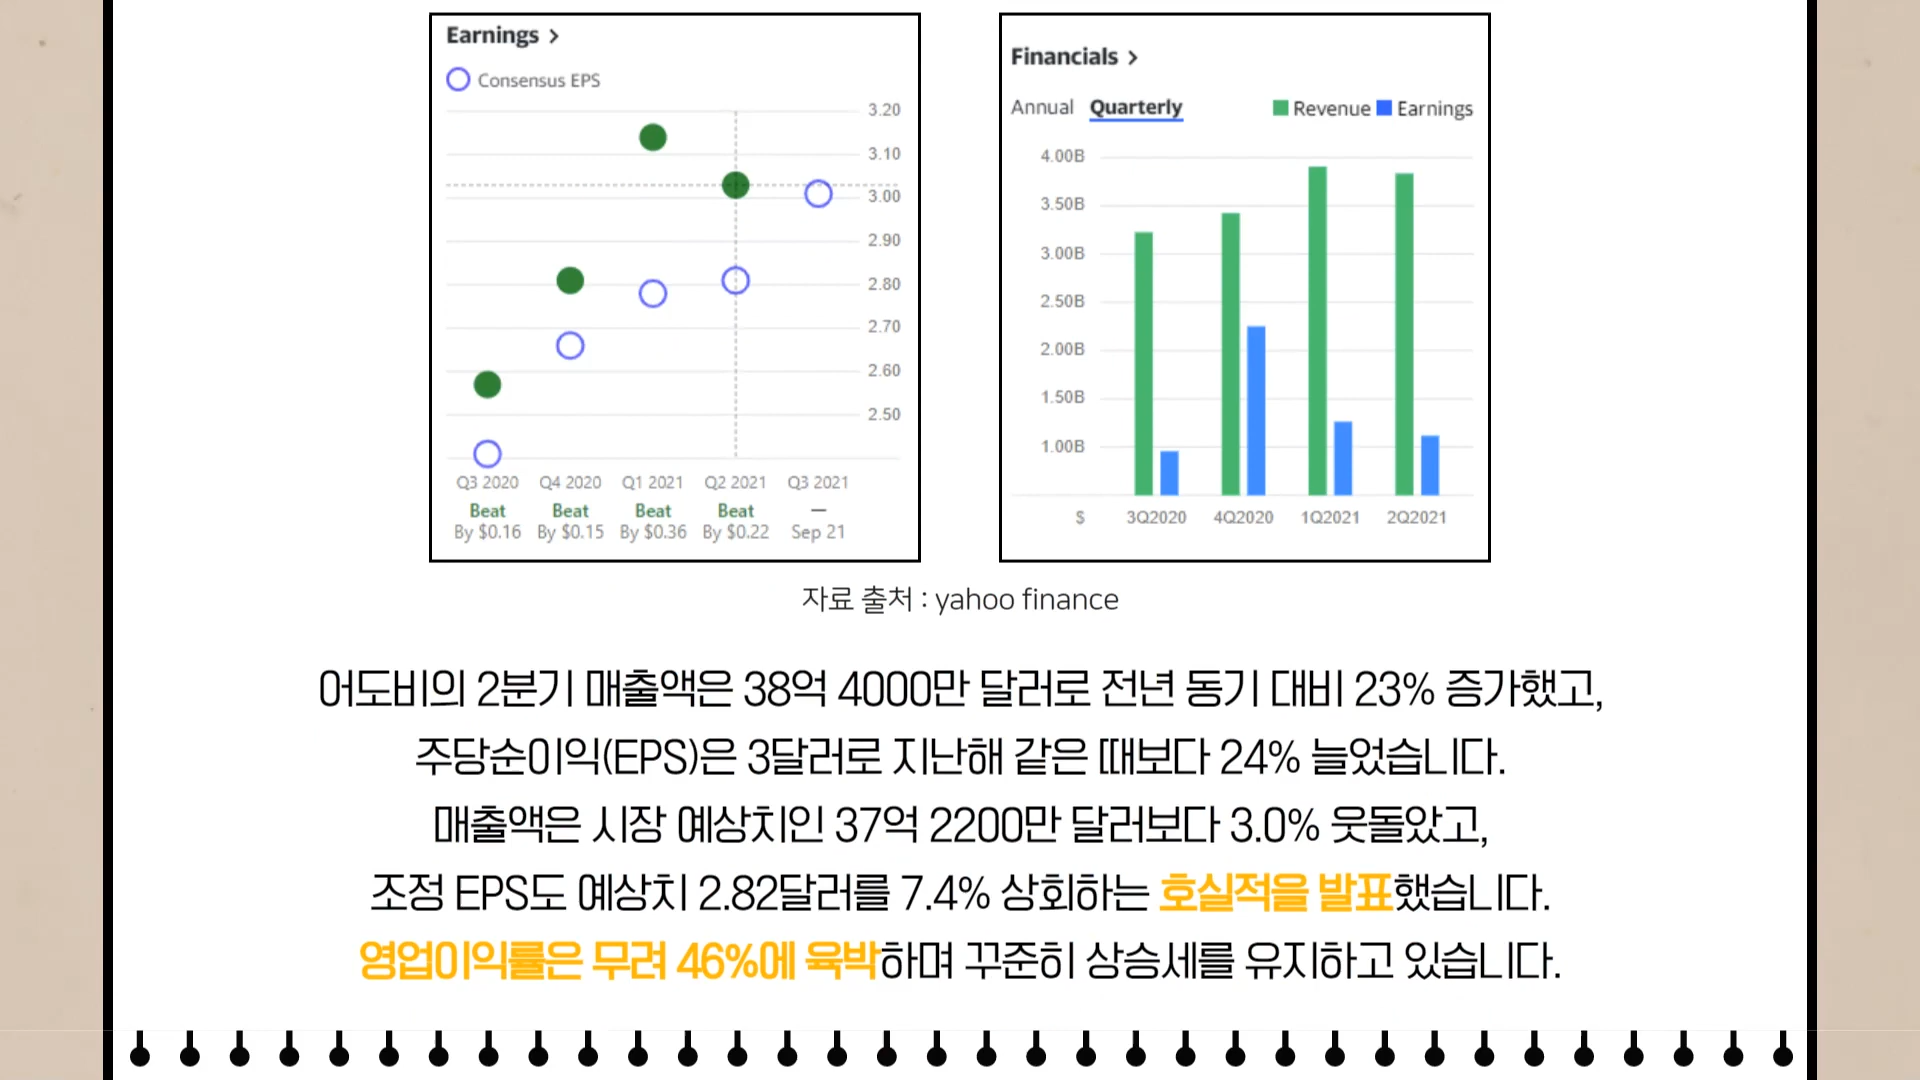 Earnings >
Consensus EPS
3.20
3.10
3.00
2.90
2.80
2.70
2.60
2.50
Q3 2020 Q4 2020 Q1 2021 Q2 2021 Q3 2021
Beat Beat Beat Beat —
By $0.16 By $0.15 By $0.36 By $0.22 Sep 21
Financials >
Annual Quarterly Revenue Earnings
4.00B
3.50B
3.00B
2.50B
2.00B
1.50B
1.00B
$ 3Q2020 4Q2020 1Q2021 2Q2021
자료 출처 : yahoo finance
어도비의 2분기 매출액은 38억 4000만 달러로 전년 동기 대비 23% 증가했고,
주당순이익(EPS)은 3달러로 지난해 같은 때보다 24% 늘었습니다.
매출액은 시장 예상치인 37억 2200만 달러보다 3.0% 웃돌았고,
조정 EPS도 예상치 2.82달러를 7.4% 상회하는 호실적을 발표했습니다.
영업이익률은 무려 46%에 육박하며 꾸준히 상승세를 유지하고 있습니다.